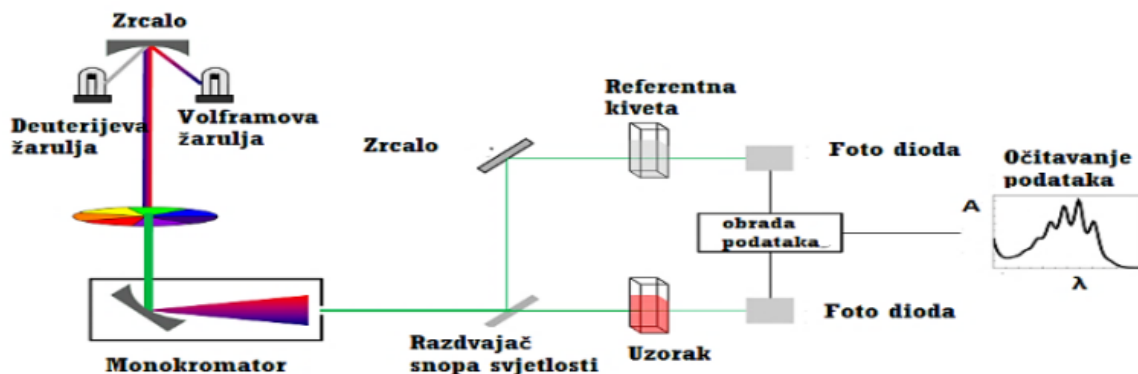 Zrcalo
Deuterijeva
žarulja
Volframova
žarulja
Zrcalo
Referentna
kiveta
Foto dioda
Očitavanje
podataka
A
λ
obrada
podataka
Monokromator
Razdvajač
snopa svjetlosti
Uzorak
Foto dioda